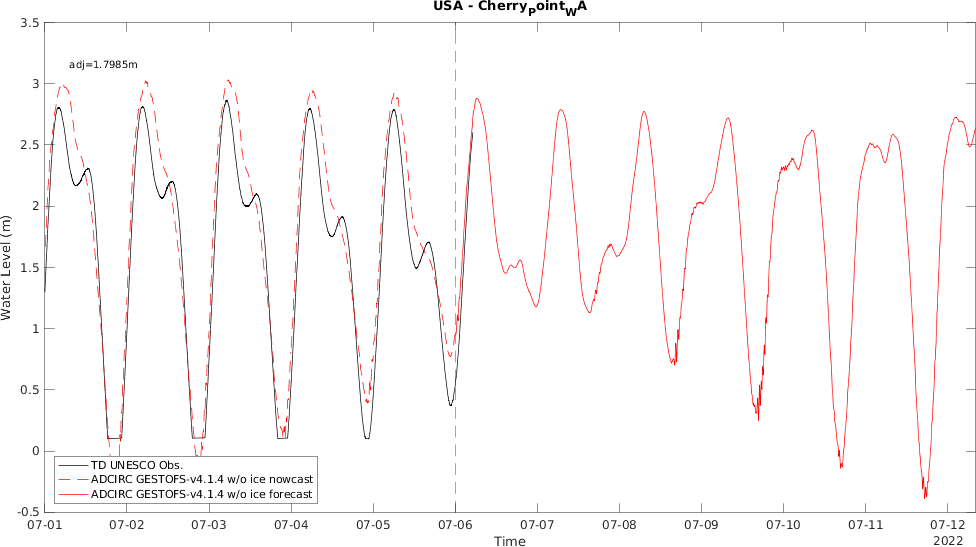 USA - CherryPointWA
adj=1.7985m
3.5
3
2.5
2
1.5
1
0.5
0
-0.5
Water Level (m)
TD UNESCO Obs.
ADCIRC GESTOFS-v4.1.4 w/o ice nowcast
ADCIRC GESTOFS-v4.1.4 w/o ice forecast
07-01 07-02 07-03 07-04 07-05 07-06 07-07 07-08 07-09 07-10 07-11 07-12
Time
2022